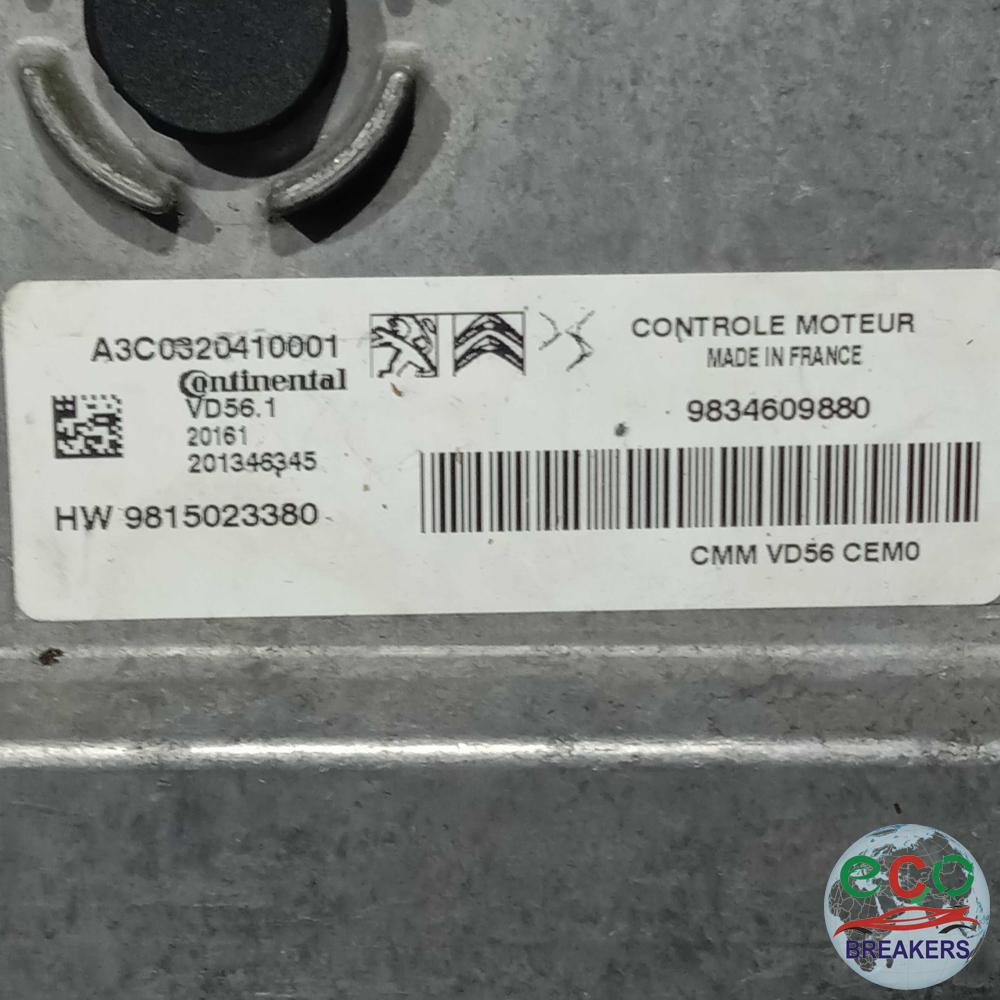 A3C0320410001
Continental
VD56.1
20161
201346345
HW 9815023380
CONTROLE MOTEUR
MADE IN FRANCE
9834609880
CMM VD56 CEM0
eco
BREAKERS